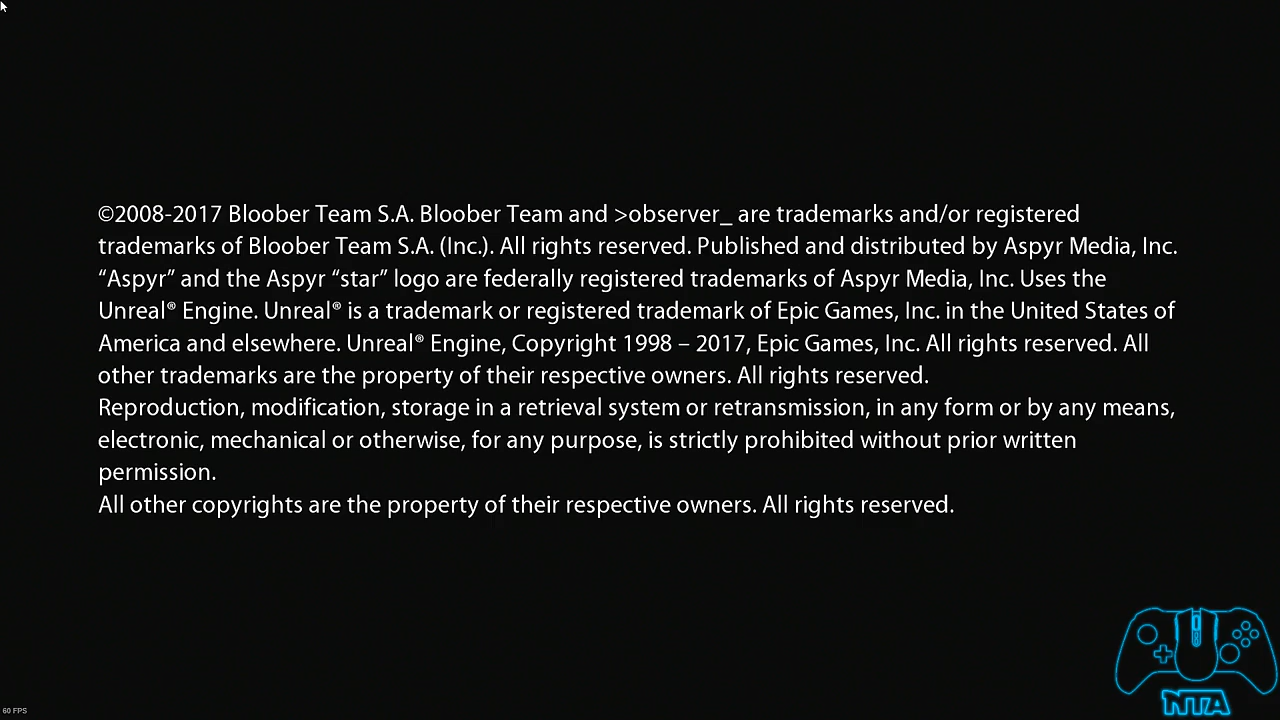 ©2008-2017 Bloober Team S.A. Bloober Team and >observer_ are trademarks and/or registered
trademarks of Bloober Team S.A. (Inc.). All rights reserved. Published and distributed by Aspyr Media, Inc.
“Aspyr” and the Aspyr “star” logo are federally registered trademarks of Aspyr Media, Inc. Uses the
Unreal® Engine. Unreal® is a trademark or registered trademark of Epic Games, Inc. in the United States of
America and elsewhere. Unreal® Engine, Copyright 1998 – 2017, Epic Games, Inc. All rights reserved. All
other trademarks are the property of their respective owners. All rights reserved.
Reproduction, modification, storage in a retrieval system or retransmission, in any form or by any means,
electronic, mechanical or otherwise, for any purpose, is strictly prohibited without prior written
permission.
All other copyrights are the property of their respective owners. All rights reserved.
NTA
60 FPS